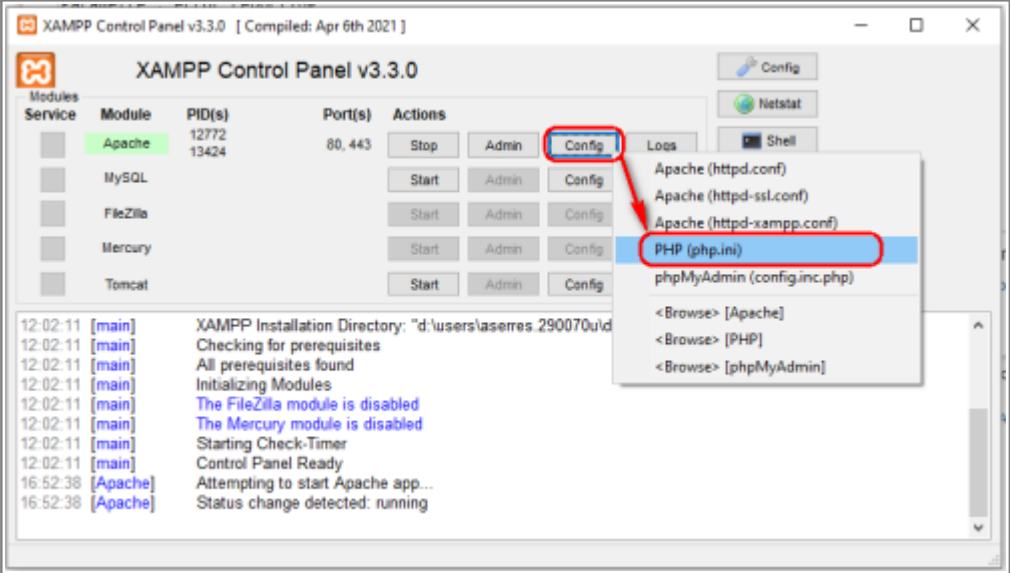 XAMPP Control Panel v3.3.0 [ Compiled: Apr 6th 2021 ]
XAMPP Control Panel v3.3.0
Config
Modules
Service Module PID(s) Port(s) Actions
Netstat
Apache 12772 13424 80, 443 Stop Admin Config Logs
Shell
MySQL Start Admin Config
FileZilla Start Admin Config
Mercury Start Admin Config
Tomcat Start Admin Config
Apache (httpd.conf)
Apache (httpd-ssl.conf)
Apache (httpd-xampp.conf)
PHP (php.ini)
phpMyAdmin (config.inc.php)
<Browse> [Apache]
<Browse> [PHP]
<Browse> [phpMyAdmin]
12:02:11 [main] XAMPP Installation Directory: "d:\users\aserres.290070u\d
12:02:11 [main] Checking for prerequisites
12:02:11 [main] All prerequisites found
12:02:11 [main] Initializing Modules
12:02:11 [main] The FileZilla module is disabled
12:02:11 [main] The Mercury module is disabled
12:02:11 [main] Starting Check-Timer
12:02:11 [main] Control Panel Ready
16:52:38 [Apache] Attempting to start Apache app...
16:52:38 [Apache] Status change detected: running